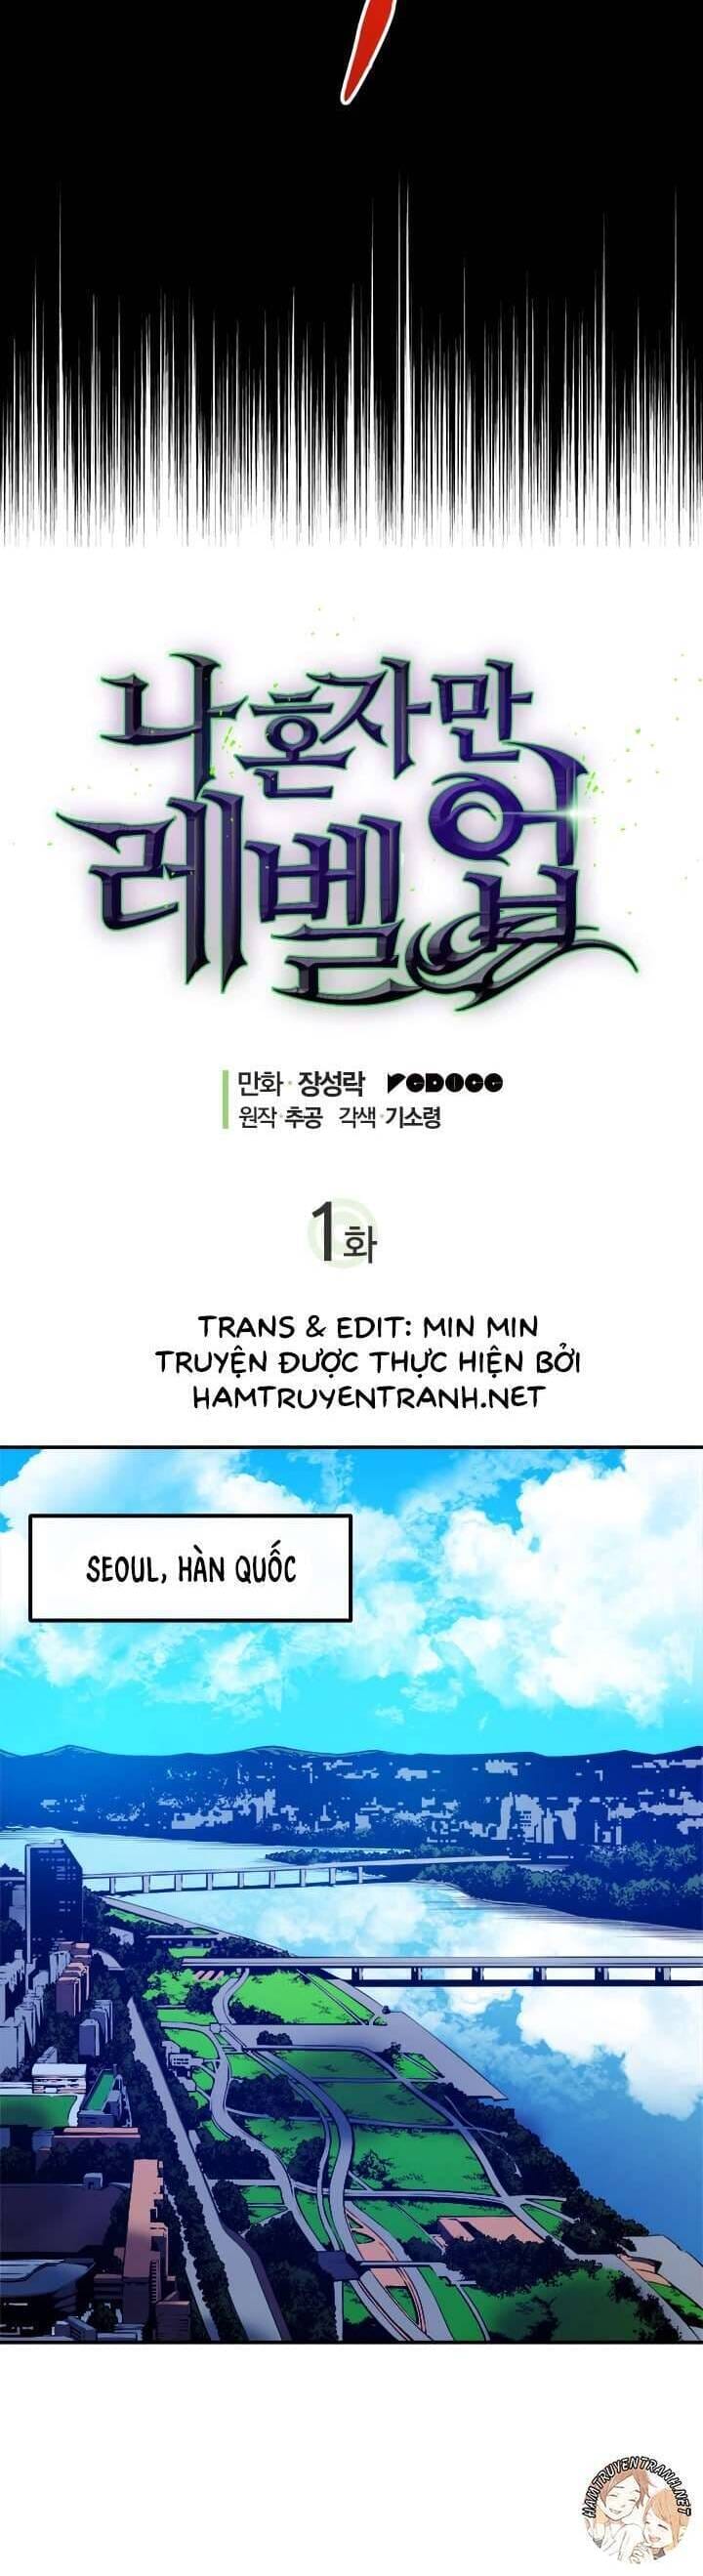 나 혼자만
레벨업
만화·장성락 REDICE
원작·추공 각색·기소령
1화
TRANS & EDIT: MIN MIN
TRUYỆN ĐƯỢC THỰC HIỆN BỞI
HAMTRUYENTRANH.NET
SEOUL, HÀN QUỐC
HAMTRUYENTRANH.NET